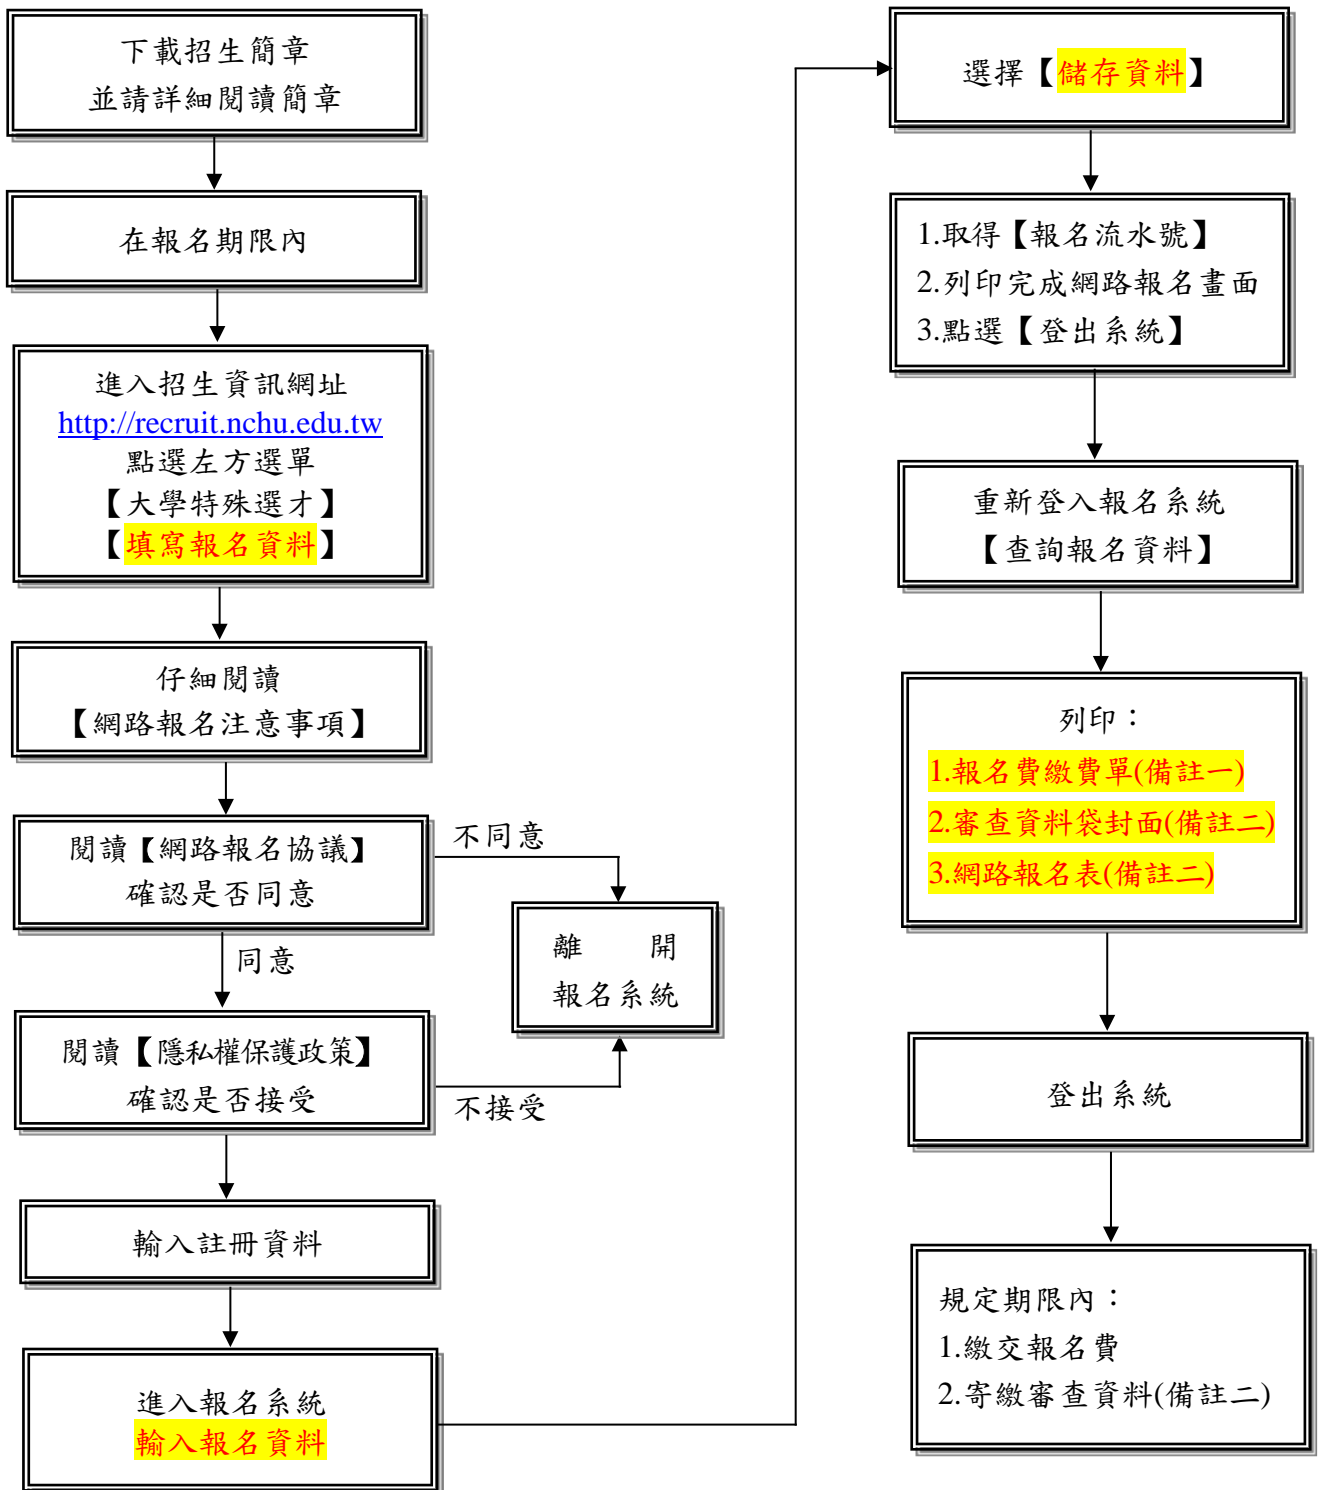 下載招生簡章
並請詳細閱讀簡章
在報名期限內
進入招生資訊網址
http://recruit.nchu.edu.tw
點選左方選單
【大學特殊選才】
【填寫報名資料】
仔細閱讀
【網路報名注意事項】
閱讀【網路報名協議】
確認是否同意
不同意
同意
離 開
報名系統
閱讀【隱私權保護政策】
確認是否接受
不接受
輸入註冊資料
進入報名系統
輸入報名資料
選擇【儲存資料】
1.取得【報名流水號】
2.列印完成網路報名畫面
3.點選【登出系統】
重新登入報名系統
【查詢報名資料】
列印：
1.報名費繳費單(備註一)
2.審查資料袋封面(備註二)
3.網路報名表(備註二)
登出系統
規定期限內：
1.繳交報名費
2.寄繳審查資料(備註二)